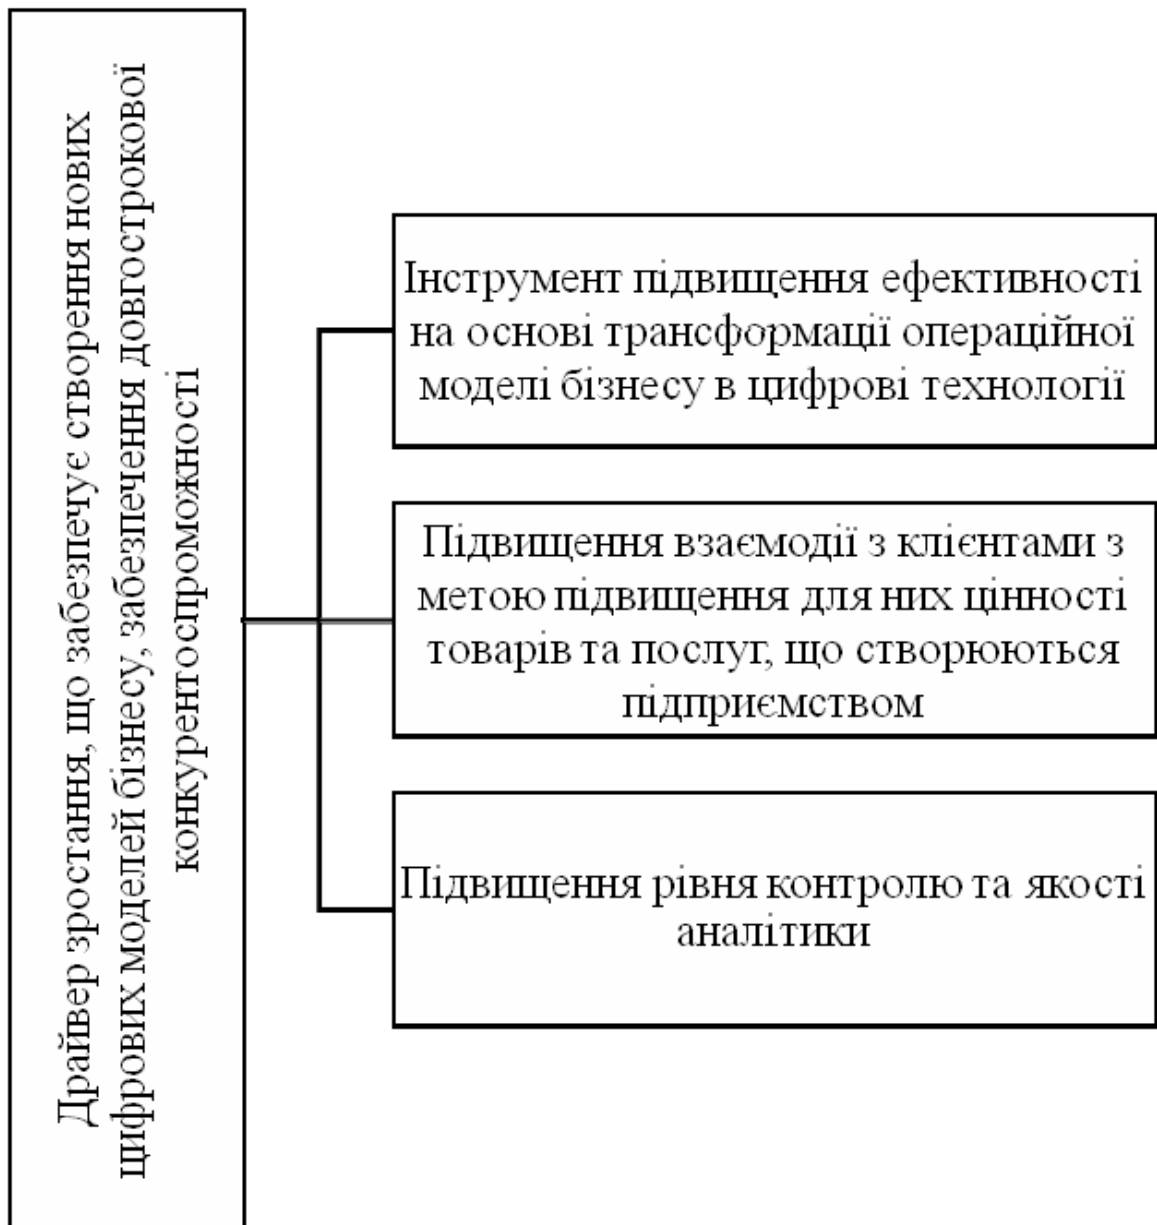 Драйвер зростання, що забезпечує створення нових
цифрових моделей бізнесу, забезпечення довгострокової
конкурентоспроможності
Інструмент підвищення ефективності
на основі трансформації операційної
моделі бізнесу в цифрові технології
Підвищення взаємодії з клієнтами з
метою підвищення для них цінності
товарів та послуг, що створюються
підприємством
Підвищення рівня контролю та якості
аналітики